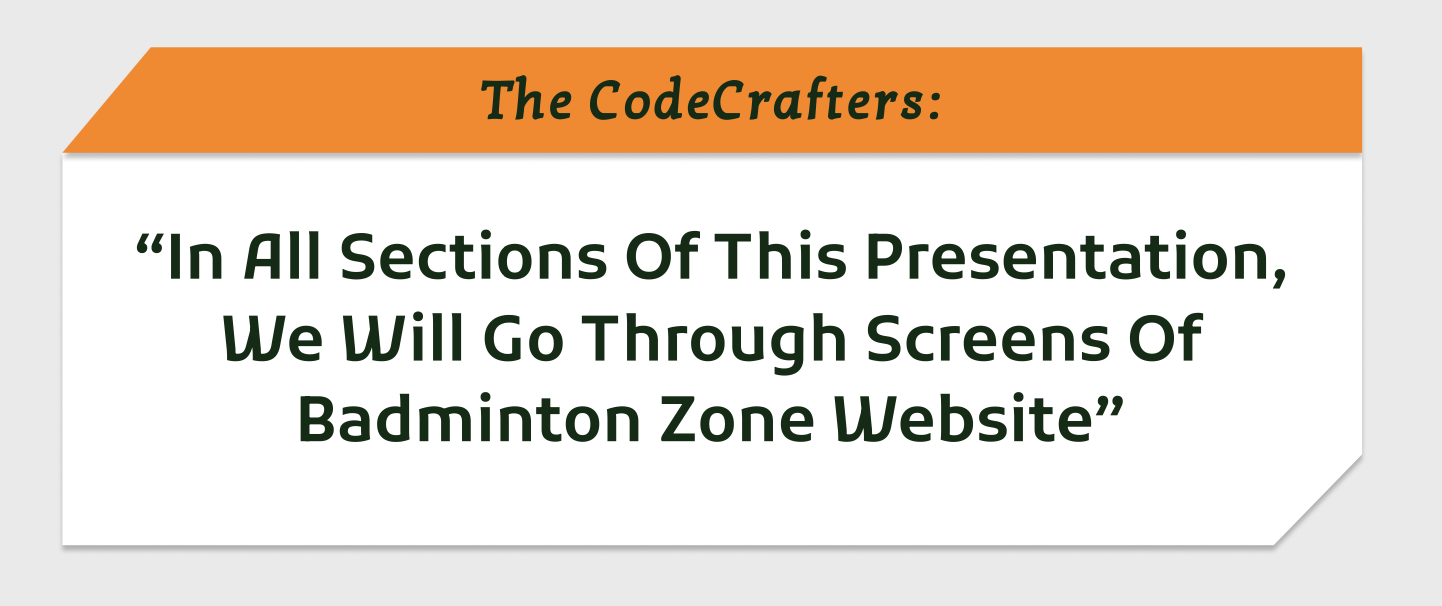 The CodeCrafters:
“In All Sections Of This Presentation,
We Will Go Through Screens Of
Badminton Zone Website”